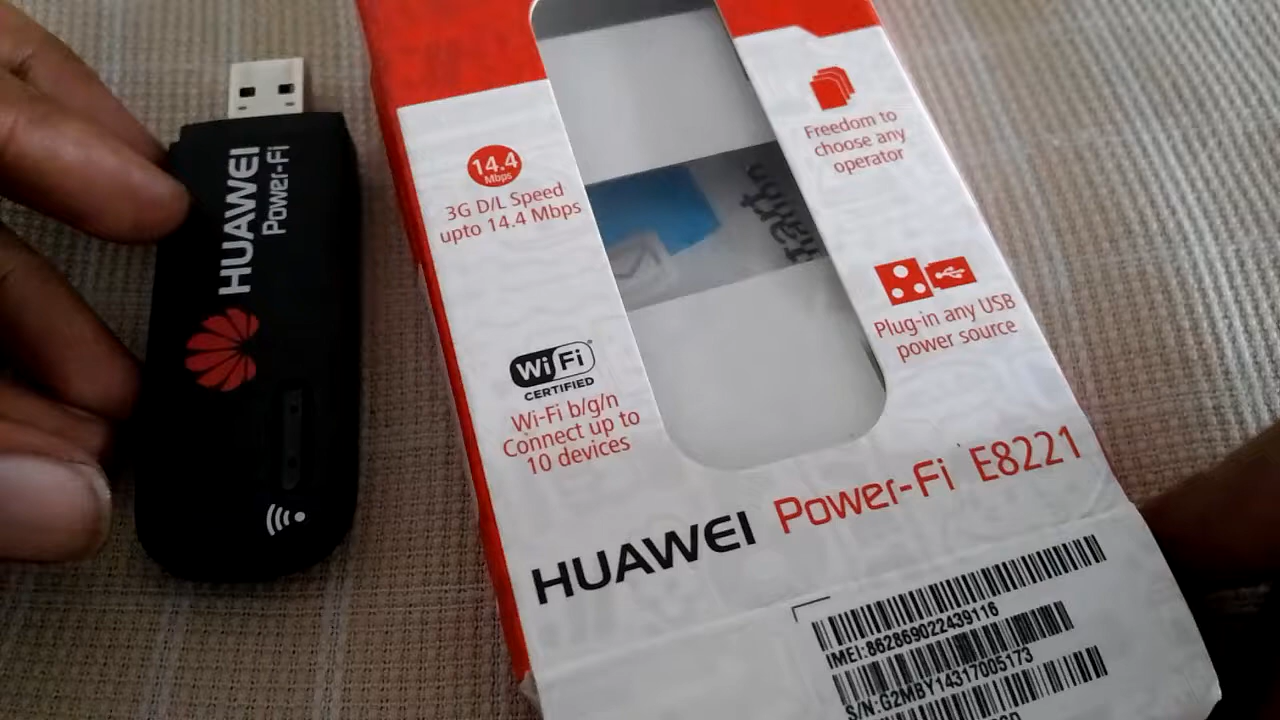 HUAWEI
Power-Fi
14.4
Mbps
3G D/L Speed
upto 14.4 Mbps
Wi Fi
CERTIFIED
Wi-Fi b/g/n
Connect up to
10 devices
Freedom to
choose any
operator
Plug-in any USB
power source
HUAWEI Power-Fi E8221
IMEI:862869022439116
S/N:G2MBY14317005173